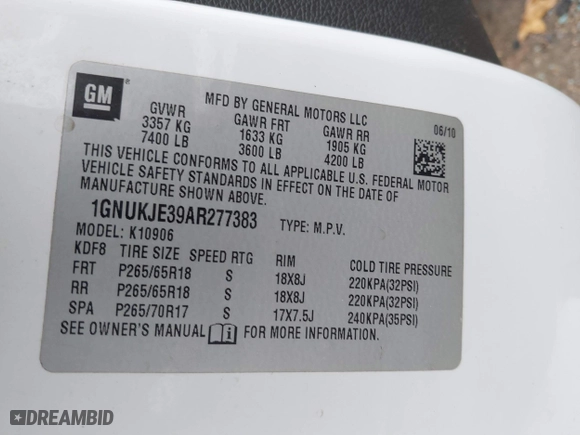 GM
MFD BY GENERAL MOTORS LLC
06/10
GVWR GAWR FRT GAWR RR
3357 KG 1633 KG 1905 KG
7400 LB 3600 LB 4200 LB
THIS VEHICLE CONFORMS TO ALL APPLICABLE U.S. FEDERAL MOTOR
VEHICLE SAFETY STANDARDS IN EFFECT ON THE DATE OF
MANUFACTURE SHOWN ABOVE.
1GNUKJE39AR277383 TYPE: M.P.V.
MODEL: K10906
KDF8 TIRE SIZE SPEED RTG RIM COLD TIRE PRESSURE
FRT P265/65R18 S 18X8J 220KPA(32PSI)
RR P265/65R18 S 18X8J 220KPA(32PSI)
SPA P265/70R17 S 17X7.5J 240KPA(35PSI)
SEE OWNER'S MANUAL FOR MORE INFORMATION.
DREAMBID